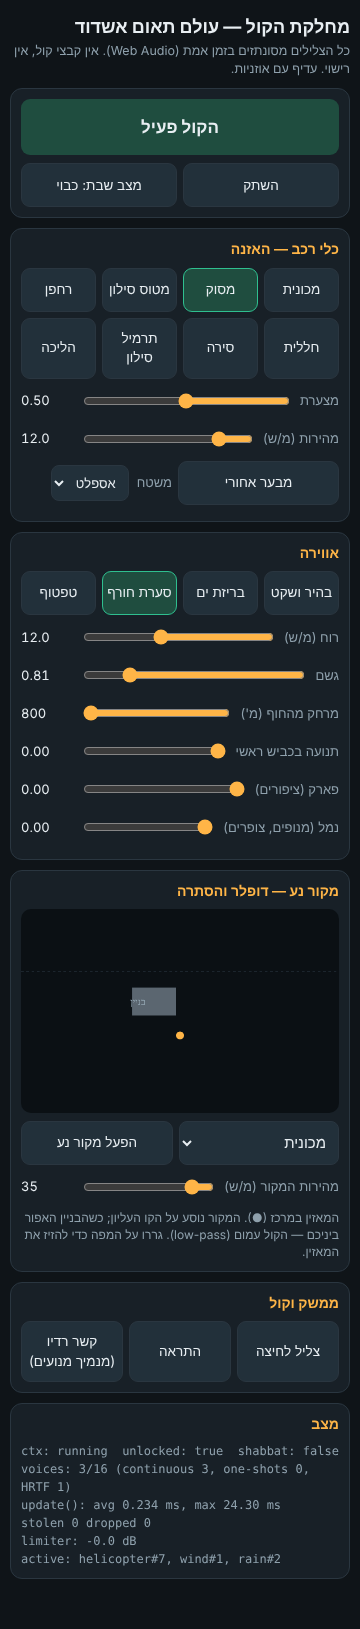 מחלקת הקול — עולם תאום אשדוד
כל הצלילים מסונתזים בזמן אמת (Web Audio). אין קבצי קול, אין
רישוי. עדיף עם אוזניות.
הקול פעיל
השתק
מצב שבת: כבוי
כלי רכב — האזנה
מכונית
מסוק
מטוס סילון
רחפן
חללית
סירה
תרמיל
סילון
הליכה
מצערת 0.50
מהירות (מ/ש) 12.0
מבער אחורי
משטח
אספלט
אווירה
בהיר ושקט
בריזת ים
סערת חורף
טפטוף
רוח (מ/ש) 12.0
גשם 0.81
מרחק מהחוף (מ') 800
תנועה בכביש ראשי 0.00
פארק (ציפורים) 0.00
נמל (מנופים, צופרים) 0.00
מקור נע — דופלר והסתרה
בניין
מכונית
הפעל מקור נע
מהירות המקור (מ/ש) 35
המאזין במרכז (●). המקור נוסע על הקו העליון; כשהבניין האפור
ביניכם — הקול עמום (low-pass). גררו על המפה כדי להזיז את
המאזין.
ממשק וקול
צליל לחיצה
התראה
קשר רדיו
(מנמיך מנועים)
מצב
ctx: running  unlocked: true  shabbat: false
voices: 3/16 (continuous 3, one-shots 0,
HRTF 1)
update(): avg 0.234 ms, max 24.30 ms
stolen 0 dropped 0
limiter: -0.0 dB
active: helicopter#7, wind#1, rain#2